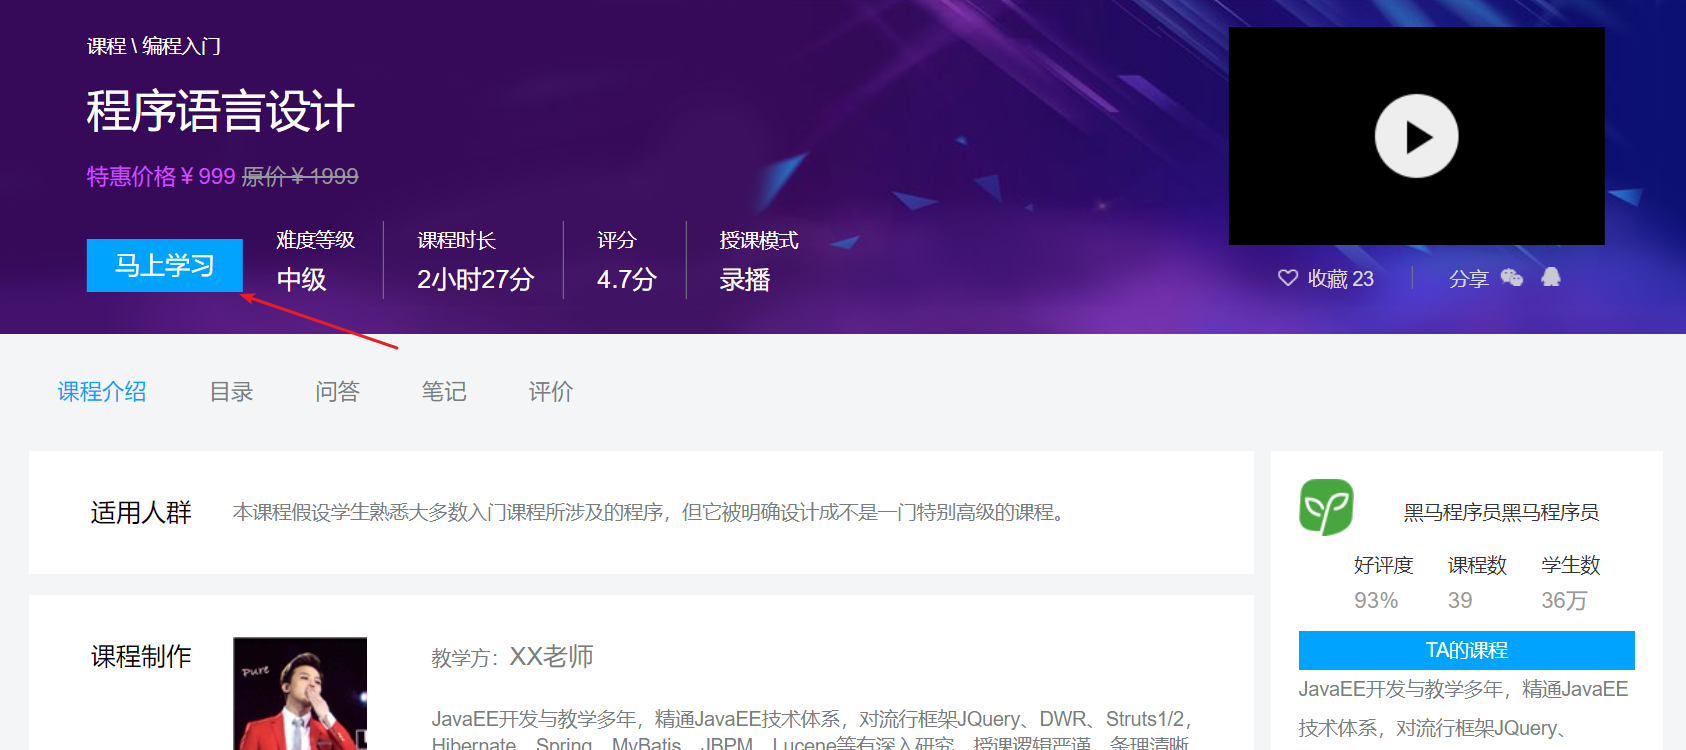 课程 \ 编程入门
程序语言设计
特惠价格￥999 原价￥1999
马上学习
难度等级
中级
课程时长
2小时27分
评分
4.7分
授课模式
录播
收藏 23
分享
课程介绍 目录 问答 笔记 评价
适用人群
本课程假设学生熟悉大多数入门课程所涉及的程序，但它被明确设计成不是一门特别高级的课程。
课程制作
Pure
教学方：XX老师
JavaEE开发与教学多年，精通JavaEE技术体系，对流行框架JQuery、DWR、Struts1/2，
Hibernate、Spring、MyBatis、JBPM、Lucene等有深入研究。授课逻辑严谨，条理清晰
黑马程序员黑马程序员
好评度 课程数 学生数
93% 39 36万
TA的课程
JavaEE开发与教学多年，精通JavaEE
技术体系，对流行框架JQuery、